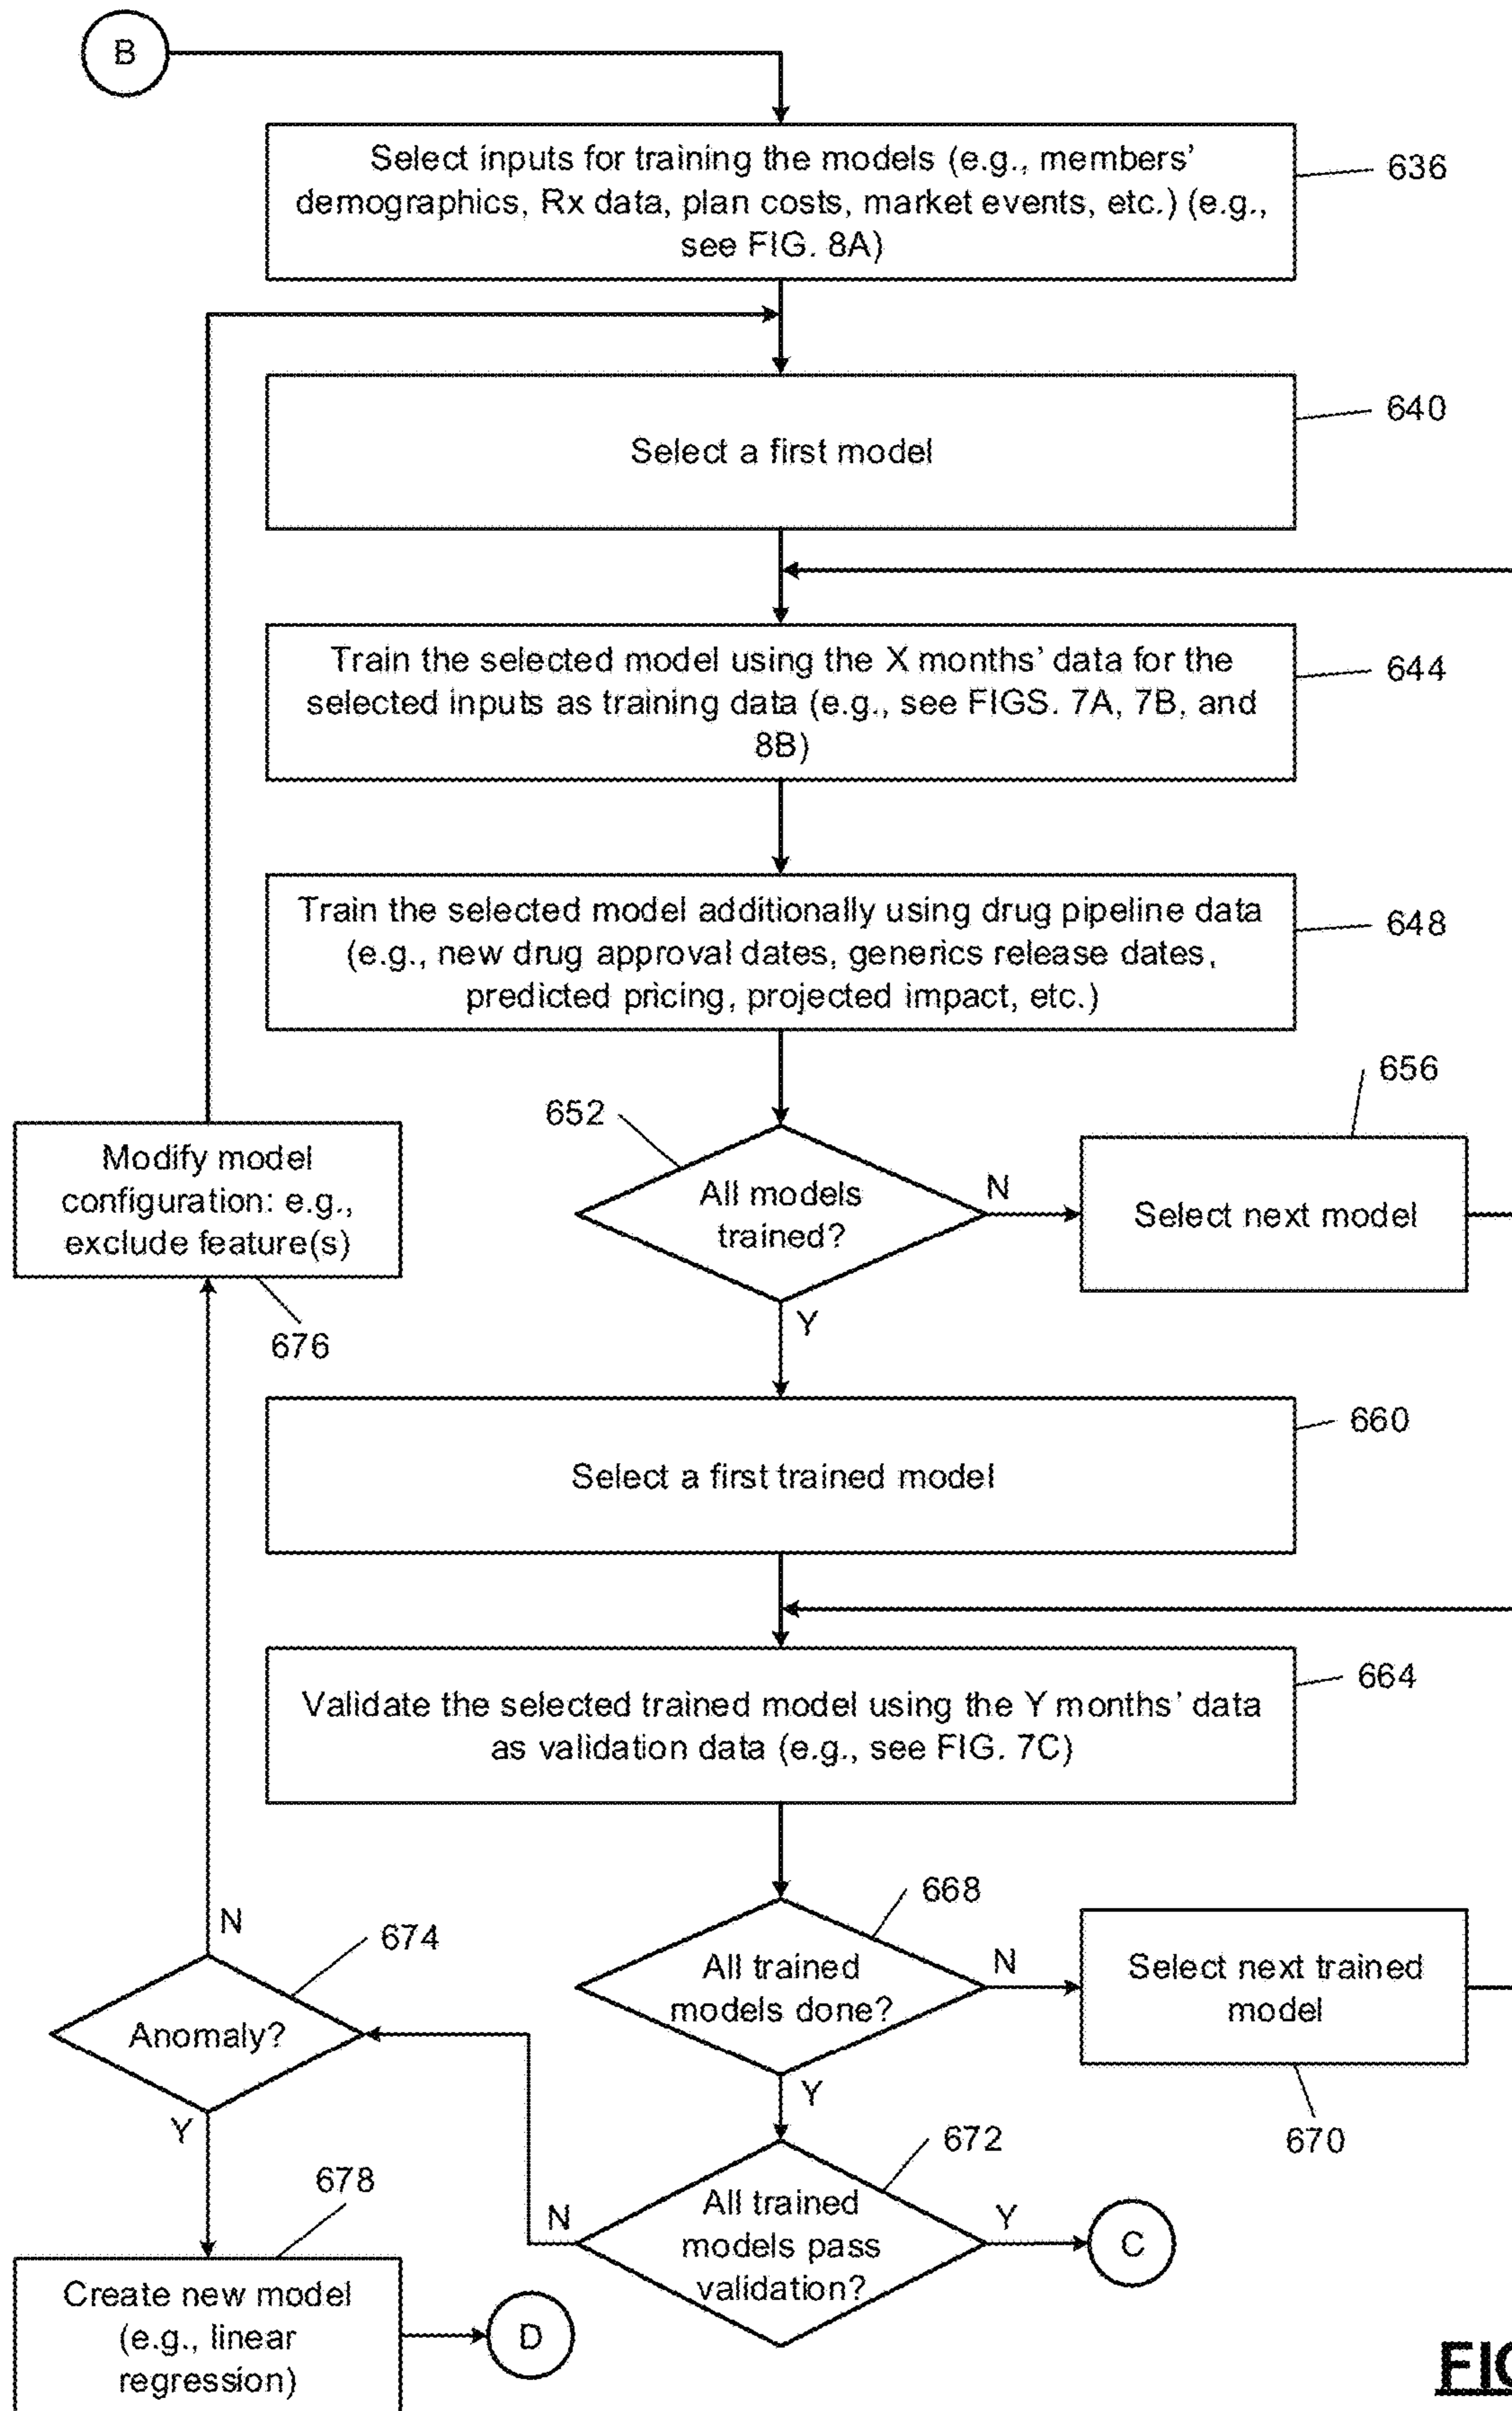 B
Select inputs for training the models (e.g., members’
demographics, Rx data, plan costs, market events, etc.) (e.g.,
see FIG. 8A)
636
Select a first model
640
Train the selected model using the X months’ data for the
selected inputs as training data (e.g., see FIGS. 7A, 7B, and
8B)
644
Train the selected model additionally using drug pipeline data
(e.g., new drug approval dates, generics release dates,
predicted pricing, projected impact, etc.)
648
652
All models
trained?
N
Y
656
Select next model
Modify model
configuration: e.g.,
exclude feature(s)
676
Select a first trained model
660
Validate the selected trained model using the Y months’ data
as validation data (e.g., see FIG. 7C)
664
668
All trained
models done?
N
Y
Select next trained
model
670
N
674
Anomaly?
Y
672
All trained
models pass
validation?
N
Y
C
678
Create new model
(e.g., linear
regression)
D